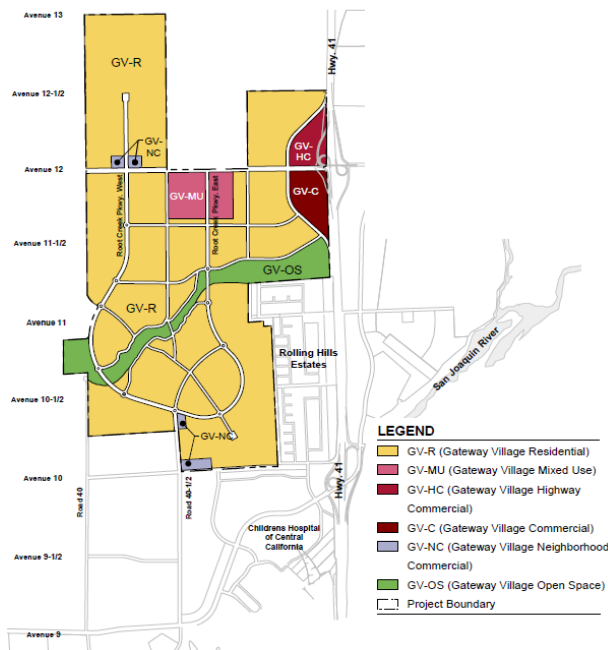 Avenue 13
GV-R
Hwy. 41
Avenue 12-1/2
GV-
NC
GV-
HC
Avenue 12
GV-MU
GV-C
Root Creek Pkwy. West
Root Creek Pkwy. East
Avenue 11-1/2
GV-OS
GV-R
Avenue 11
Rolling Hills
Estates
San Joaquin River
Avenue 10-1/2
GV-NC
Avenue 10
Road 40
Road 40-1/2
Hwy. 41
Childrens Hospital
of Central
California
Avenue 9-1/2
Avenue 9
LEGEND
GV-R (Gateway Village Residential)
GV-MU (Gateway Village Mixed Use)
GV-HC (Gateway Village Highway
Commercial)
GV-C (Gateway Village Commercial)
GV-NC (Gateway Village Neighborhood
Commercial)
GV-OS (Gateway Village Open Space)
Project Boundary